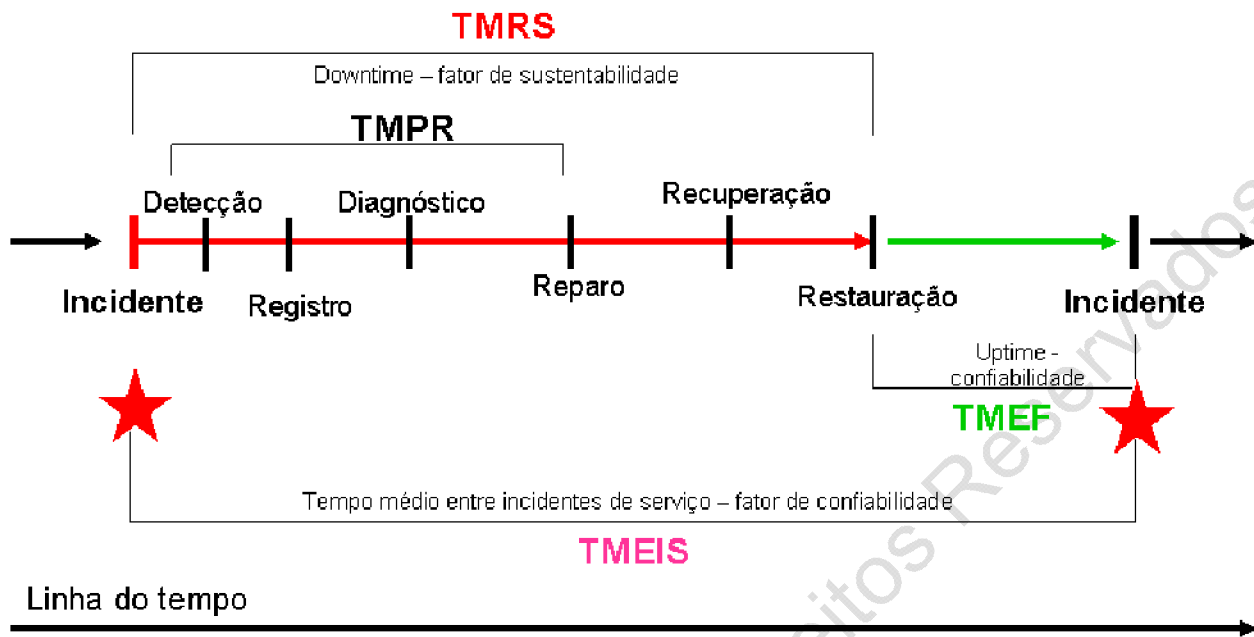 TMRS
Downtime – fator de sustentabilidade
TMPR
Detecção
Diagnóstico
Recuperação
Incidente
Registro
Reparo
Restauração
Incidente
Uptime -
confiabilidade
TMEF
Tempo médio entre incidentes de serviço – fator de confiabilidade
TMEIS
Linha do tempo
eitos Reservados